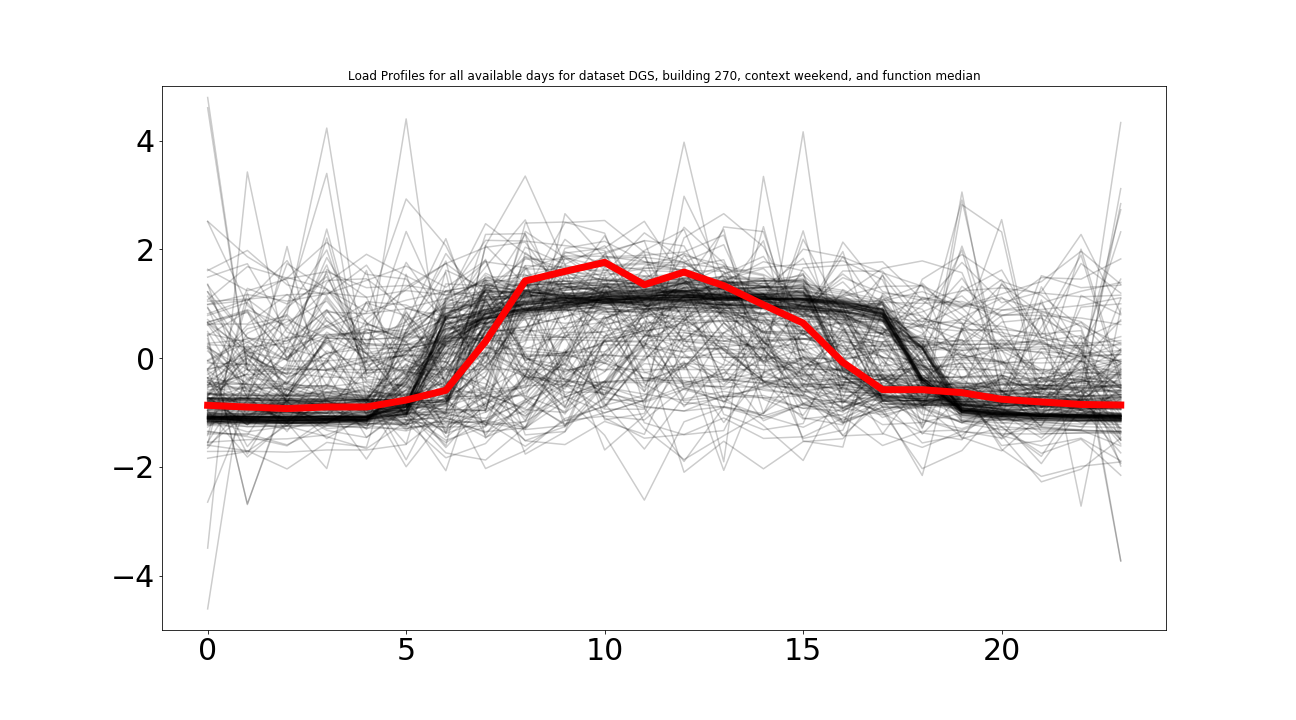 Load Profiles for all available days for dataset DGS, building 270, context weekend, and function median
4
2
0
−2
−4
0 5 10 15 20